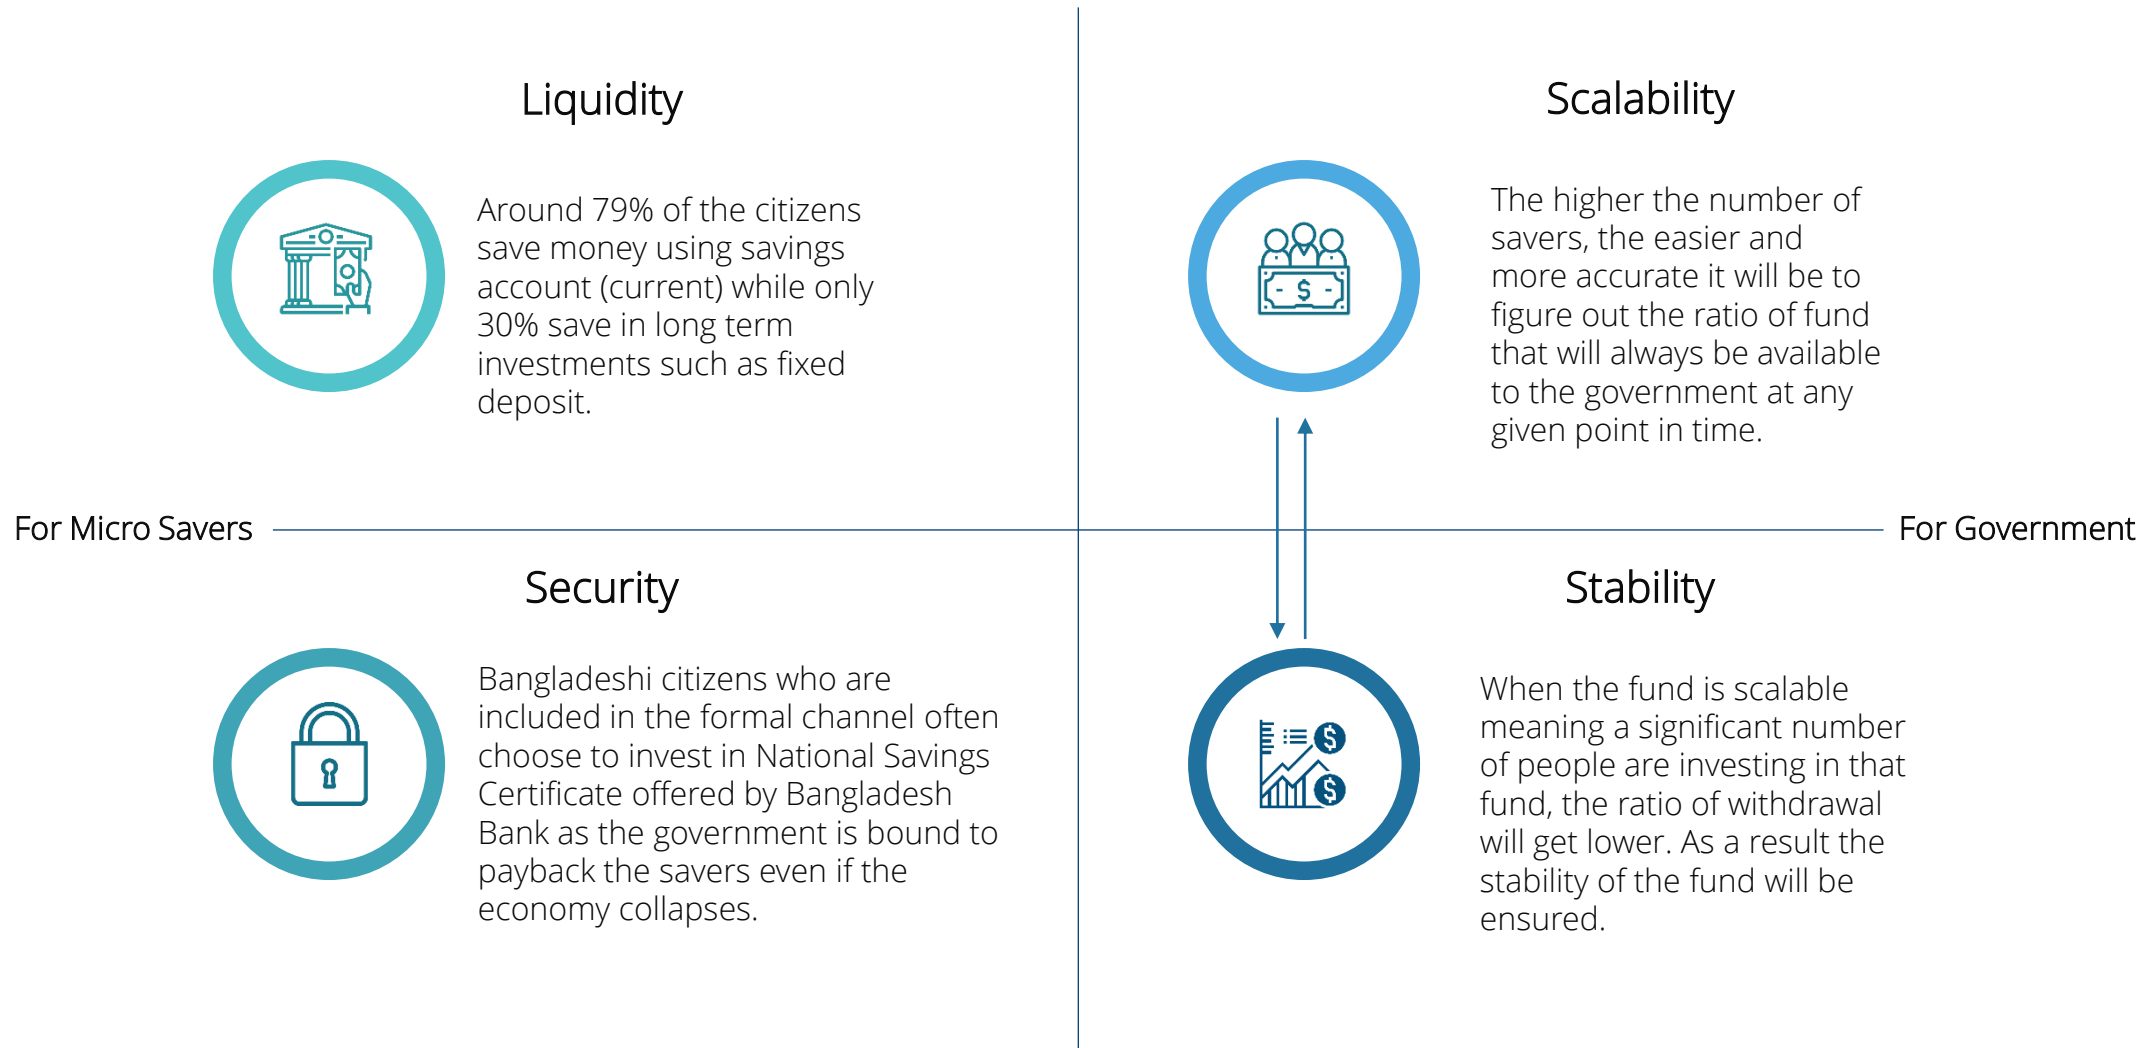 Liquidity
Around 79% of the citizens
save money using savings
account (current) while only
30% save in long term
investments such as fixed
deposit.
Scalability
The higher the number of
savers, the easier and
more accurate it will be to
figure out the ratio of fund
that will always be available
to the government at any
given point in time.
For Micro Savers
For Government
Security
Bangladeshi citizens who are
included in the formal channel often
choose to invest in National Savings
Certificate offered by Bangladesh
Bank as the government is bound to
payback the savers even if the
economy collapses.
Stability
When the fund is scalable
meaning a significant number
of people are investing in that
fund, the ratio of withdrawal
will get lower. As a result the
stability of the fund will be
ensured.